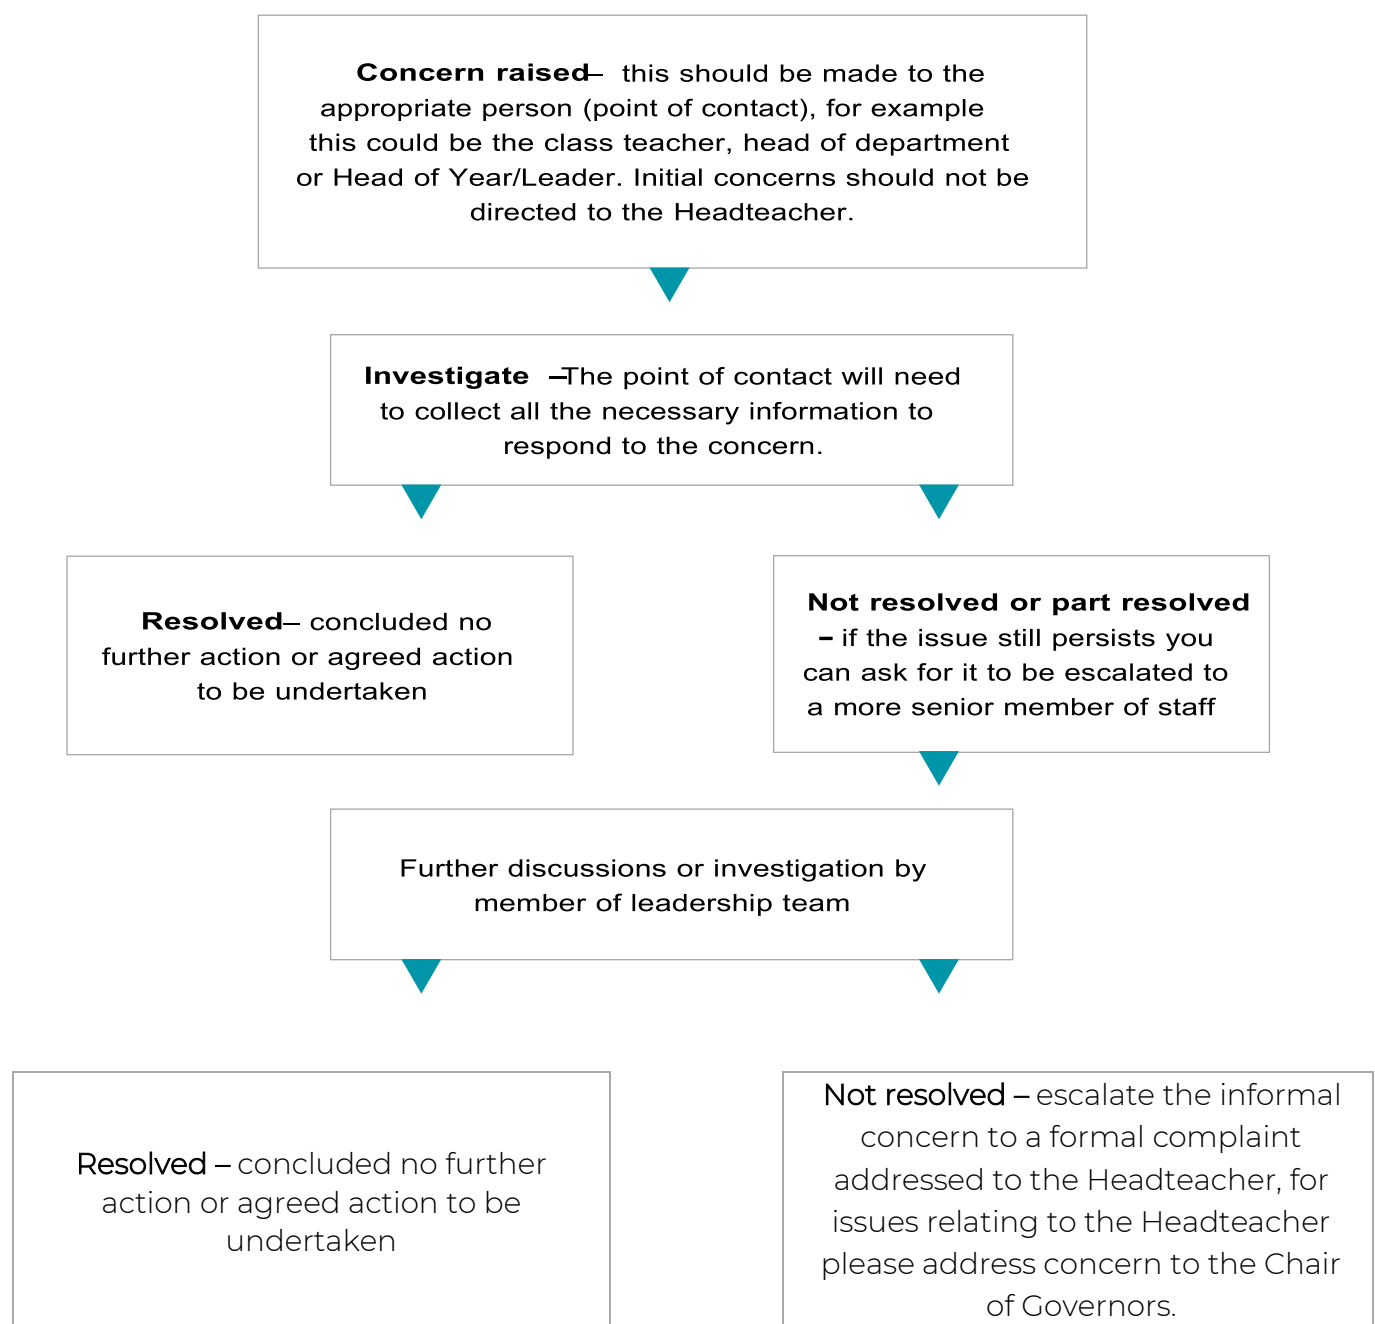 Concern raised– this should be made to the
appropriate person (point of contact), for example
this could be the class teacher, head of department
or Head of Year/Leader. Initial concerns should not be
directed to the Headteacher.
Investigate –The point of contact will need
to collect all the necessary information to
respond to the concern.
Resolved– concluded no
further action or agreed action
to be undertaken
Not resolved or part resolved
– if the issue still persists you
can ask for it to be escalated to
a more senior member of staff
Further discussions or investigation by
member of leadership team
Resolved – concluded no further
action or agreed action to be
undertaken
Not resolved – escalate the informal
concern to a formal complaint
addressed to the Headteacher, for
issues relating to the Headteacher
please address concern to the Chair
of Governors.